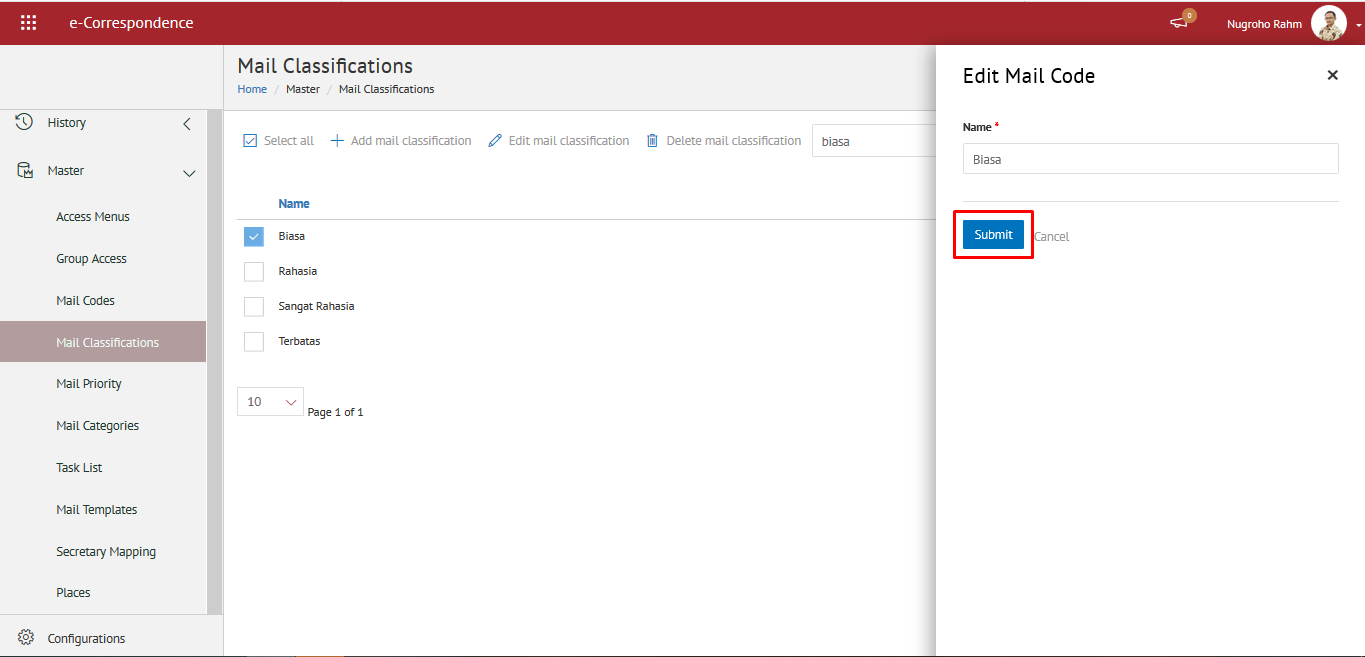 e-Correspondence
0
Nugroho Rahm
Mail Classifications
Home / Master / Mail Classifications
History
Master
Access Menus
Group Access
Mail Codes
Mail Classifications
Mail Priority
Mail Categories
Task List
Mail Templates
Secretary Mapping
Places
Configurations
Select all
Add mail classification
Edit mail classification
Delete mail classification
biasa
Name
Biasa
Rahasia
Sangat Rahasia
Terbatas
10
Page 1 of 1
Edit Mail Code
Name *
Biasa
Submit
Cancel